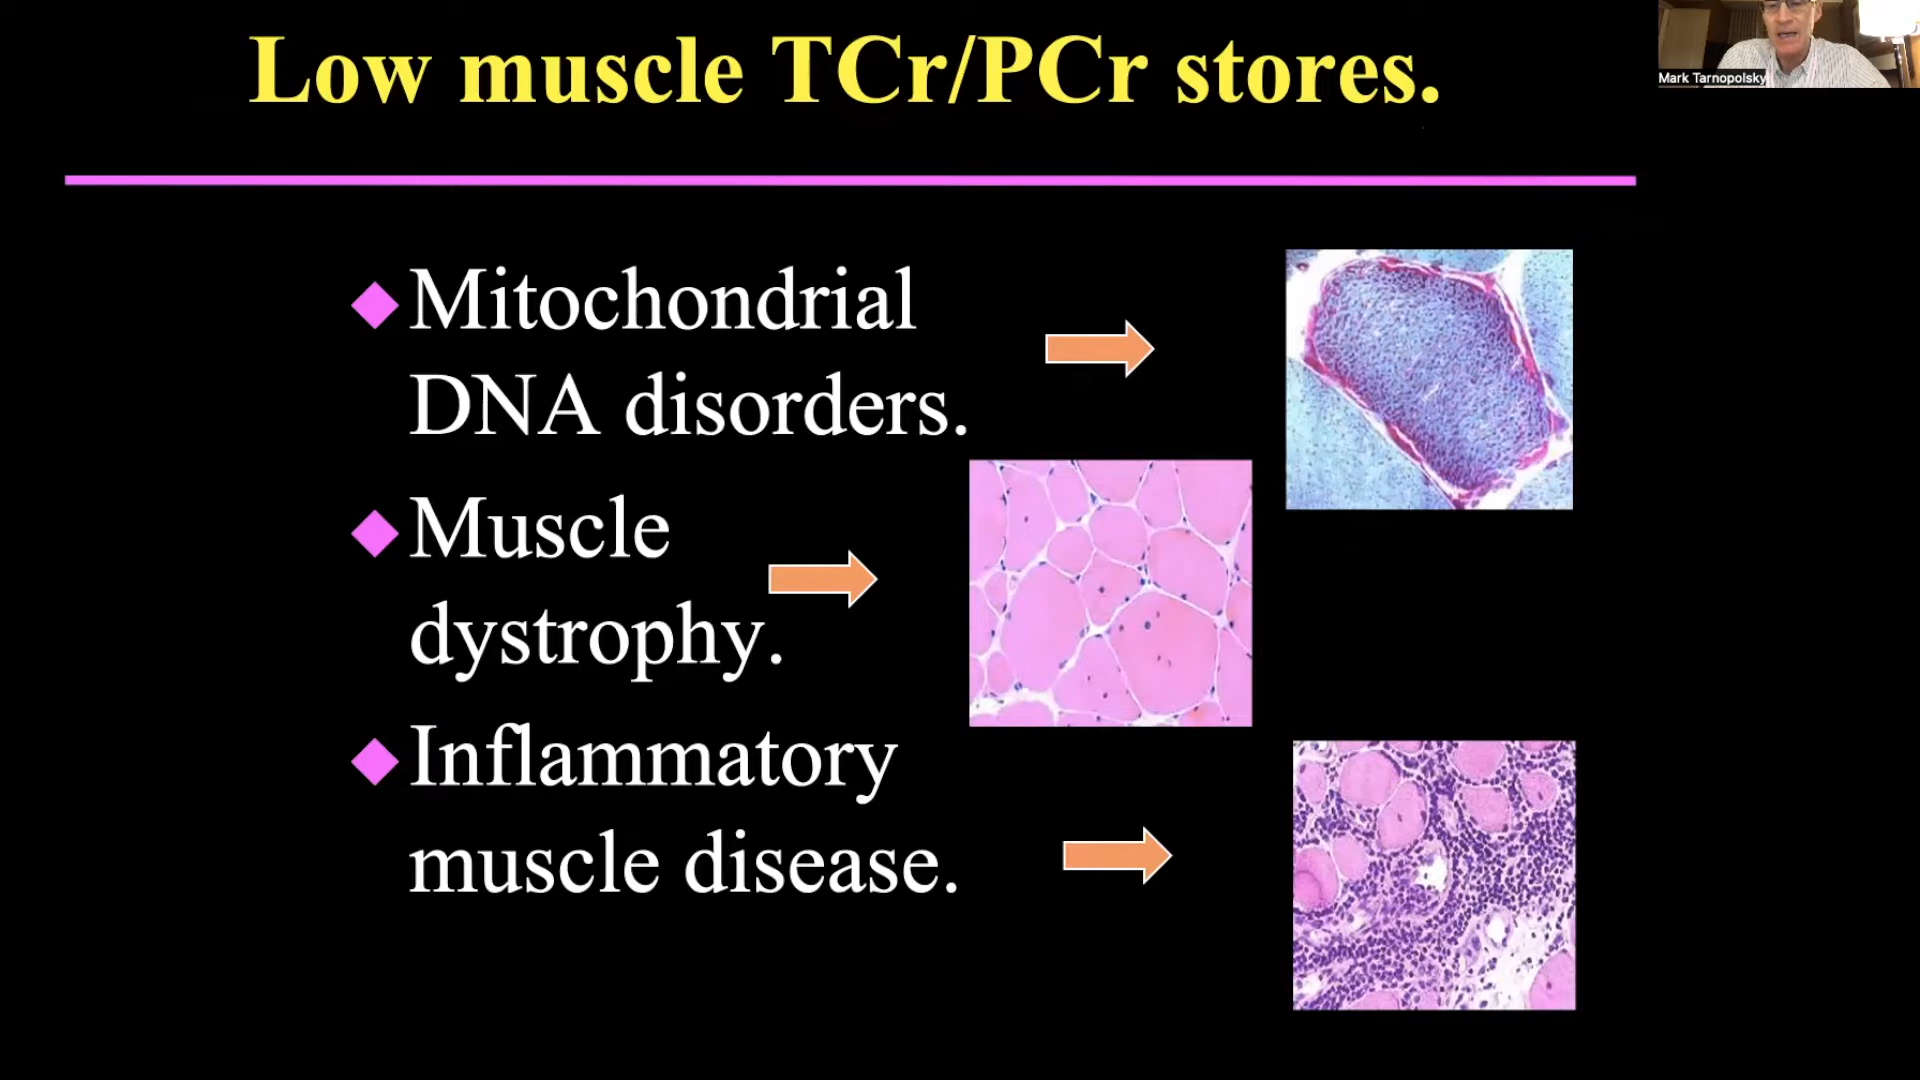 Low muscle TCr/PCr stores.
Mark Tarnopolsky
Mitochondrial
DNA disorders.
Muscle
dystrophy.
Inflammatory
muscle disease.